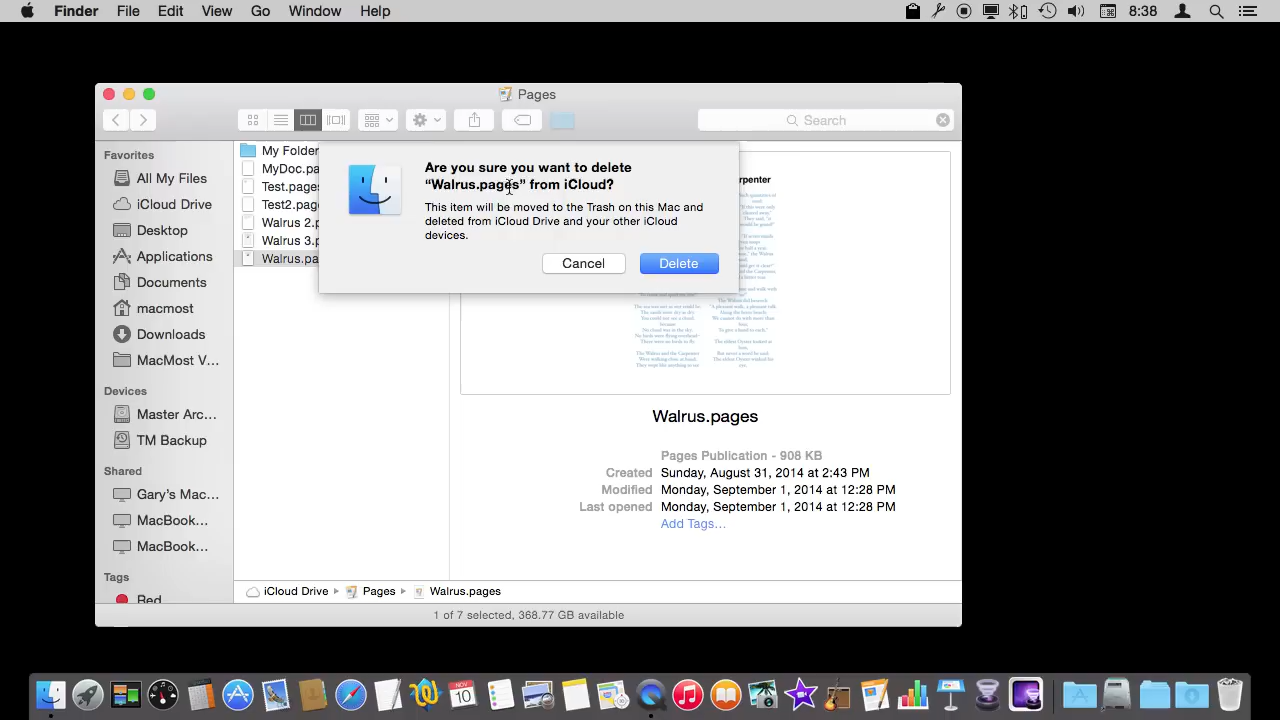 Finder File Edit View Go Window Help 8:38
Pages
Search
Favorites
All My Files
iCloud Drive
Desktop
Applications
Documents
macmost
Downloads
MacMost V...
Devices
Master Arc...
TM Backup
Shared
Gary's Mac...
MacBook...
MacBook...
Tags
Red
My Folder
MyDoc.pa
Test.pages
Test2.pages
Walrus
Walrus
Walrus.pa
Are you sure you want to delete
“Walrus.pages” from iCloud?
This item will be moved to the Trash on this Mac and
deleted from iCloud Drive and your other iCloud
devices.
Cancel Delete
rpenter
Walrus.pages
Pages Publication - 908 KB
Created Sunday, August 31, 2014 at 2:43 PM
Modified Monday, September 1, 2014 at 12:28 PM
Last opened Monday, September 1, 2014 at 12:28 PM
Add Tags...
iCloud Drive Pages Walrus.pages
1 of 7 selected, 368.77 GB available
NOV
10